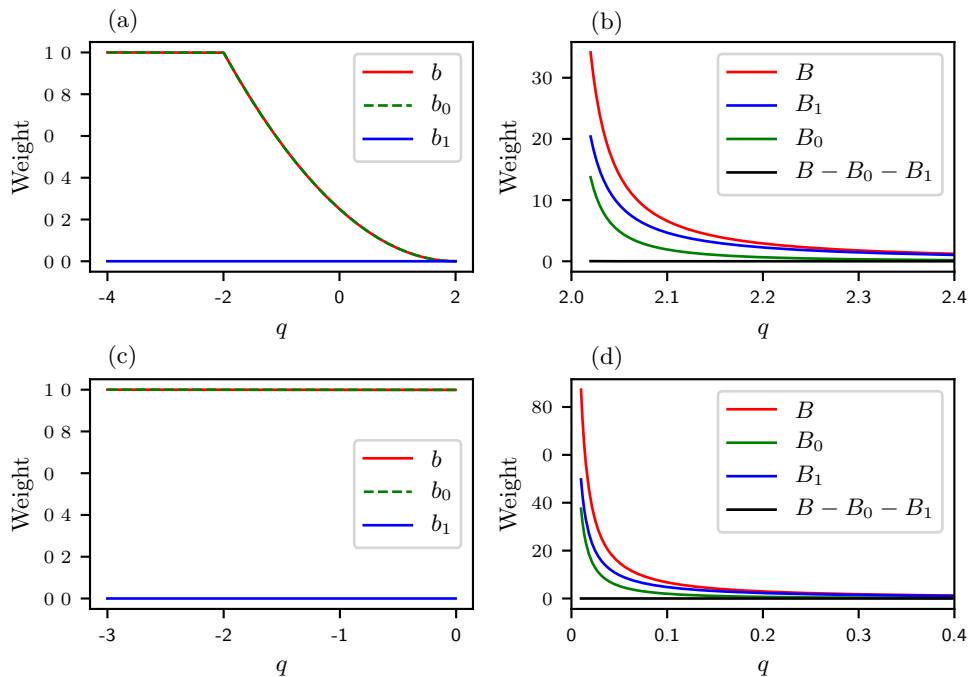 (a)
Weight
1 0
0 8
0
0 4
0 2
0 0
-4 -2 0 2
q
b
b₀
b₁
(b)
Weight
30
20
10
0
2.0 2.1 2.2 2.3 2.4
q
B
B₁
B₀
B − B₀ − B₁
(c)
Weight
1 0
0 8
0
0 4
0 2
0 0
-3 -2 -1 0
q
b
b₀
b₁
(d)
Weight
80
0
40
20
0
0 0.1 0.2 0.3 0.4
q
B
B₀
B₁
B − B₀ − B₁